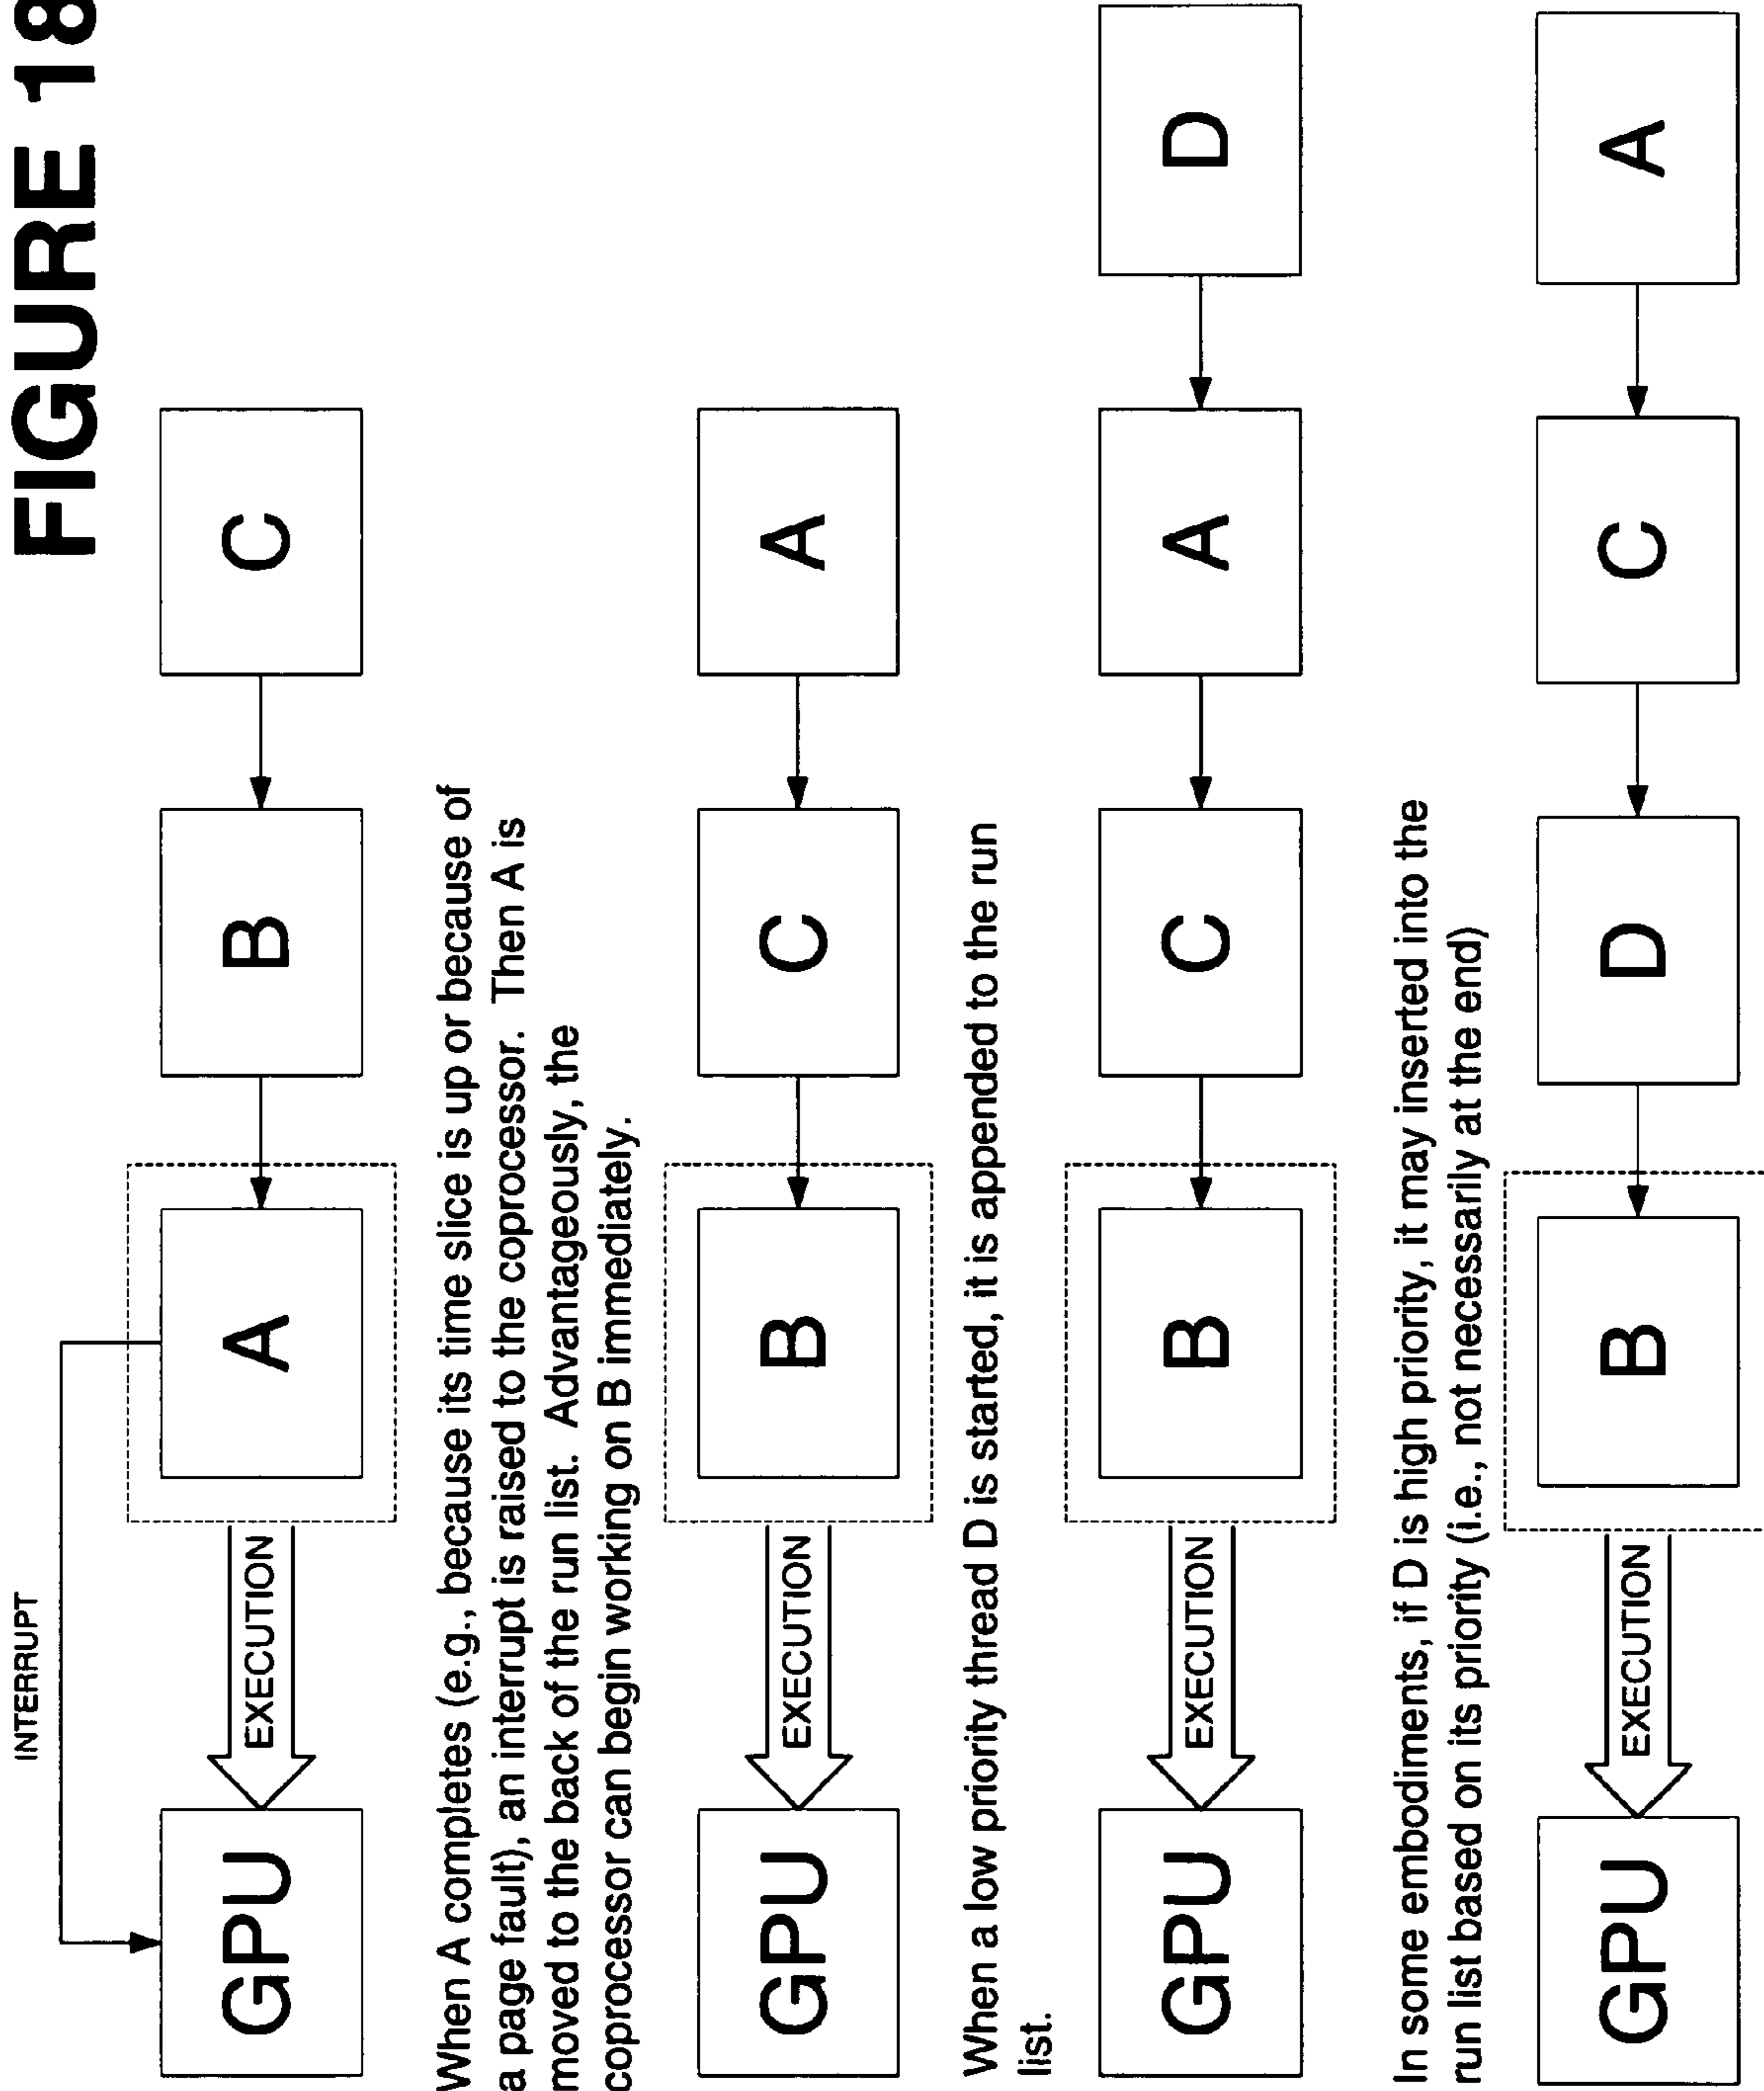 FIGURE 18
INTERRUPT
GPU
EXECUTION
A
B
C
When A completes (e.g., because its time slice is up or because of
a page fault), an interrupt is raised to the coprocessor. Then A is
moved to the back of the run list. Advantageously, the
coprocessor can begin working on B immediately.
GPU
EXECUTION
B
C
A
When a low priority thread D is started, it is appended to the run
list.
GPU
EXECUTION
B
C
A
D
In some embodiments, if D is high priority, it may inserted into the
run list based on its priority (i.e., not necessarily at the end)
GPU
EXECUTION
B
D
C
A